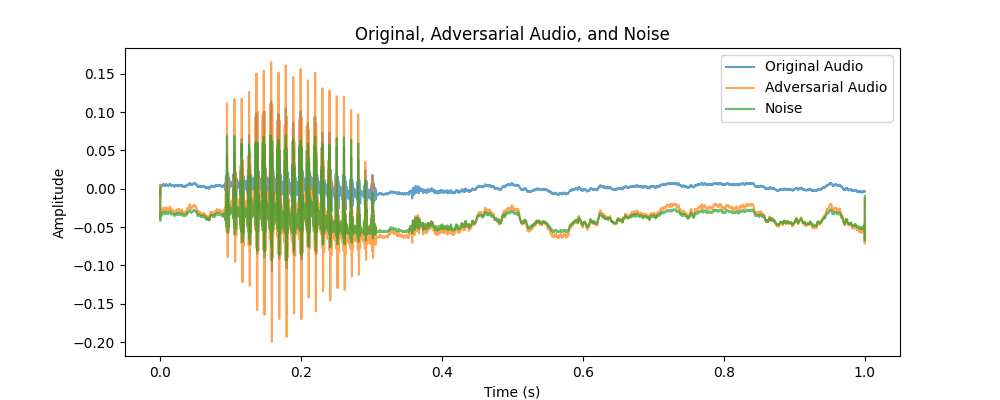 Original, Adversarial Audio, and Noise
Original Audio
Adversarial Audio
Noise
Amplitude
0.15
0.10
0.05
0.00
−0.05
−0.10
−0.15
−0.20
0.0 0.2 0.4 0.6 0.8 1.0
Time (s)